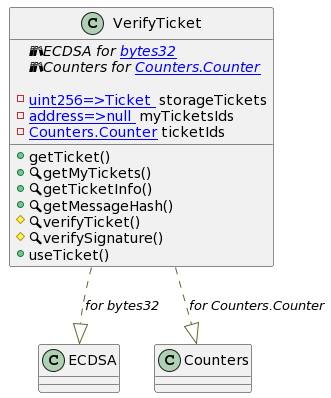 C VerifyTicket
📚ECDSA for bytes32
📚Counters for Counters.Counter
uint256=>Ticket storageTickets
address=>null myTicketsIds
Counters.Counter ticketIds
getTicket()
🔍getMyTickets()
🔍getTicketInfo()
🔍getMessageHash()
🔍verifyTicket()
🔍verifySignature()
useTicket()
for bytes32
for Counters.Counter
C ECDSA
C Counters